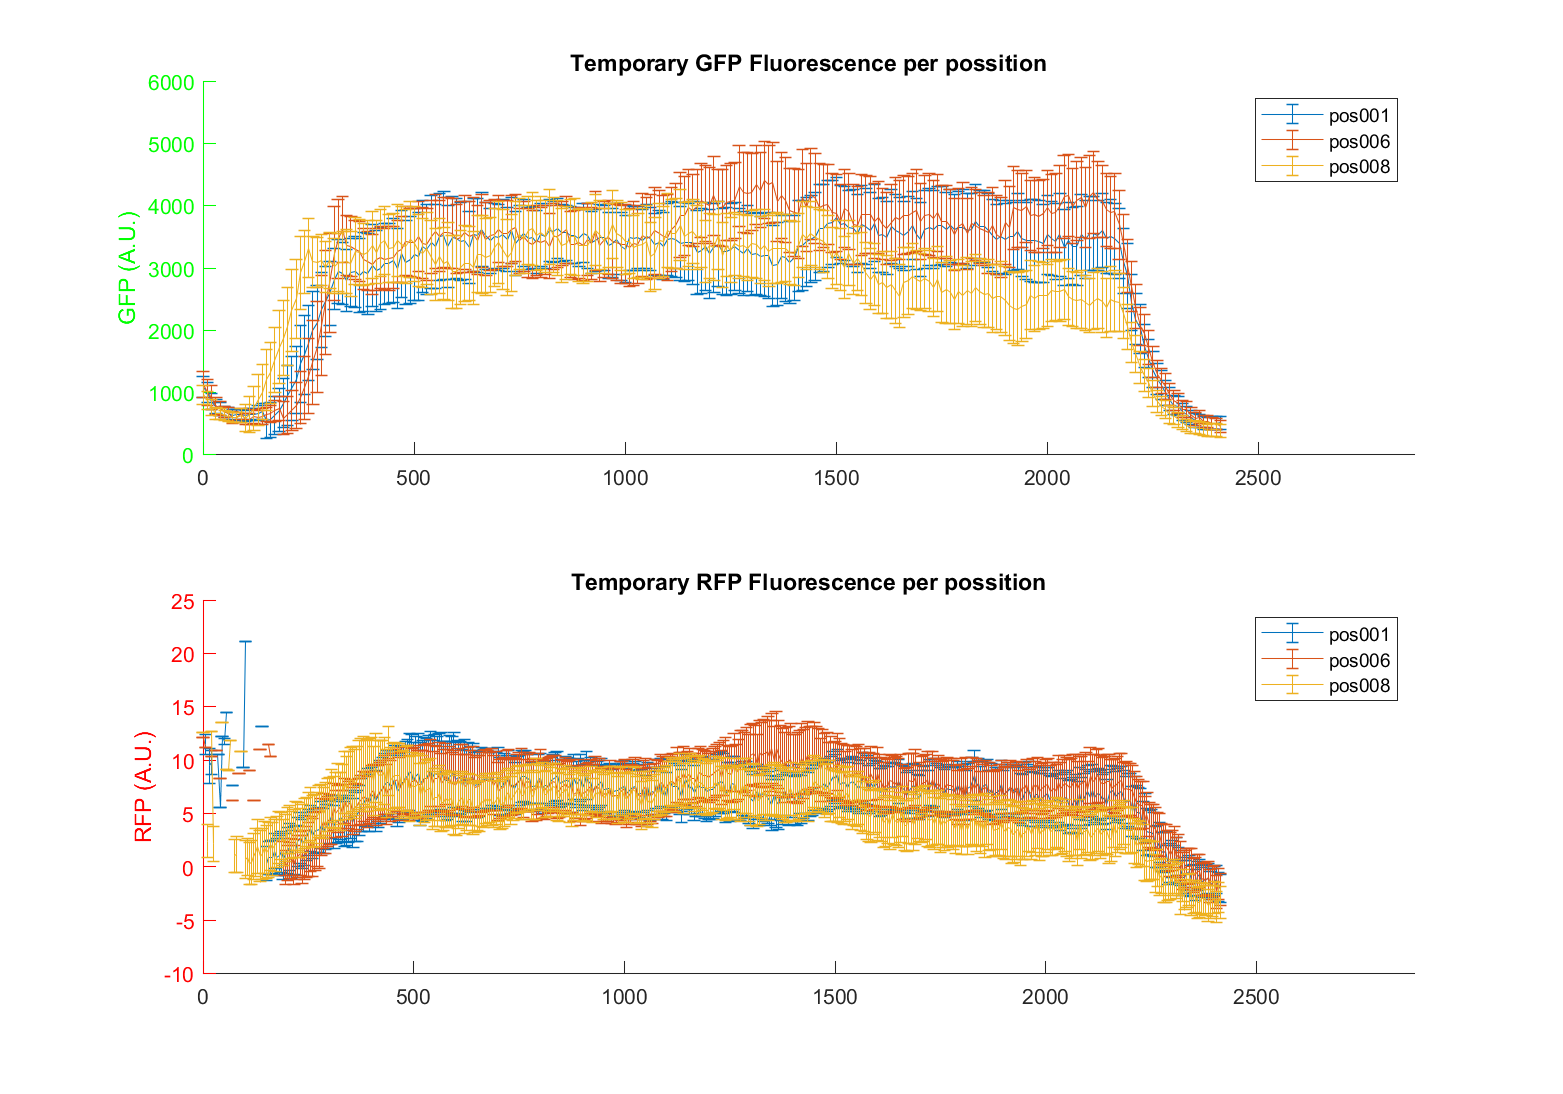 Temporary GFP Fluorescence per possition
GFP (A.U.)
6000
5000
4000
3000
2000
1000
0
0 500 1000 1500 2000 2500
pos001
pos006
pos008
Temporary RFP Fluorescence per possition
RFP (A.U.)
25
20
15
10
5
0
-5
-10
0 500 1000 1500 2000 2500
pos001
pos006
pos008